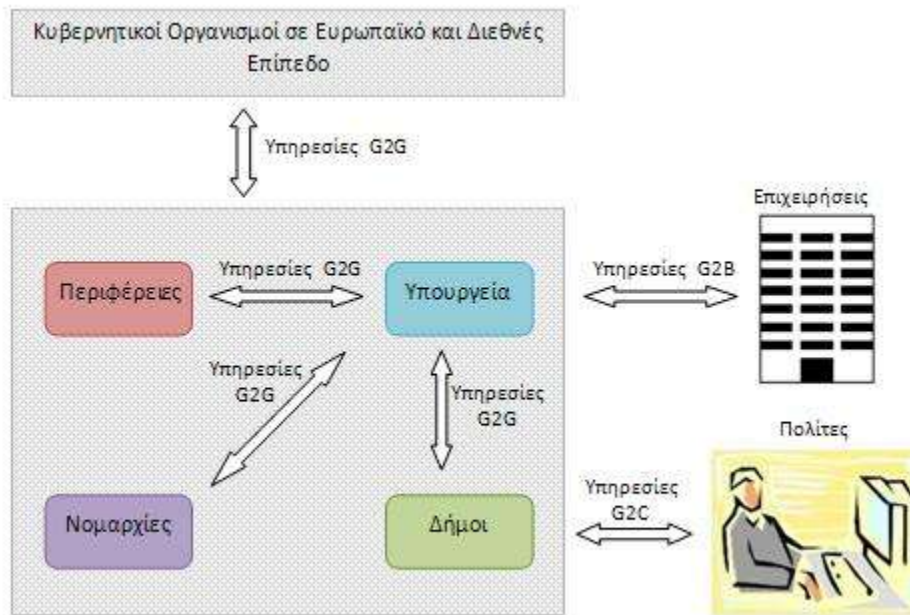 Κυβερνητικοί Οργανισμοί σε Ευρωπαϊκό και Διεθνές
Επίπεδο
Υπηρεσίες G2G
Επιχειρήσεις
Περιφέρειες
Υπηρεσίες G2G
Υπουργεία
Υπηρεσίες G2B
Υπηρεσίες
G2G
Υπηρεσίες
G2G
Πολίτες
Νομαρχίες
Δήμοι
Υπηρεσίες
G2C